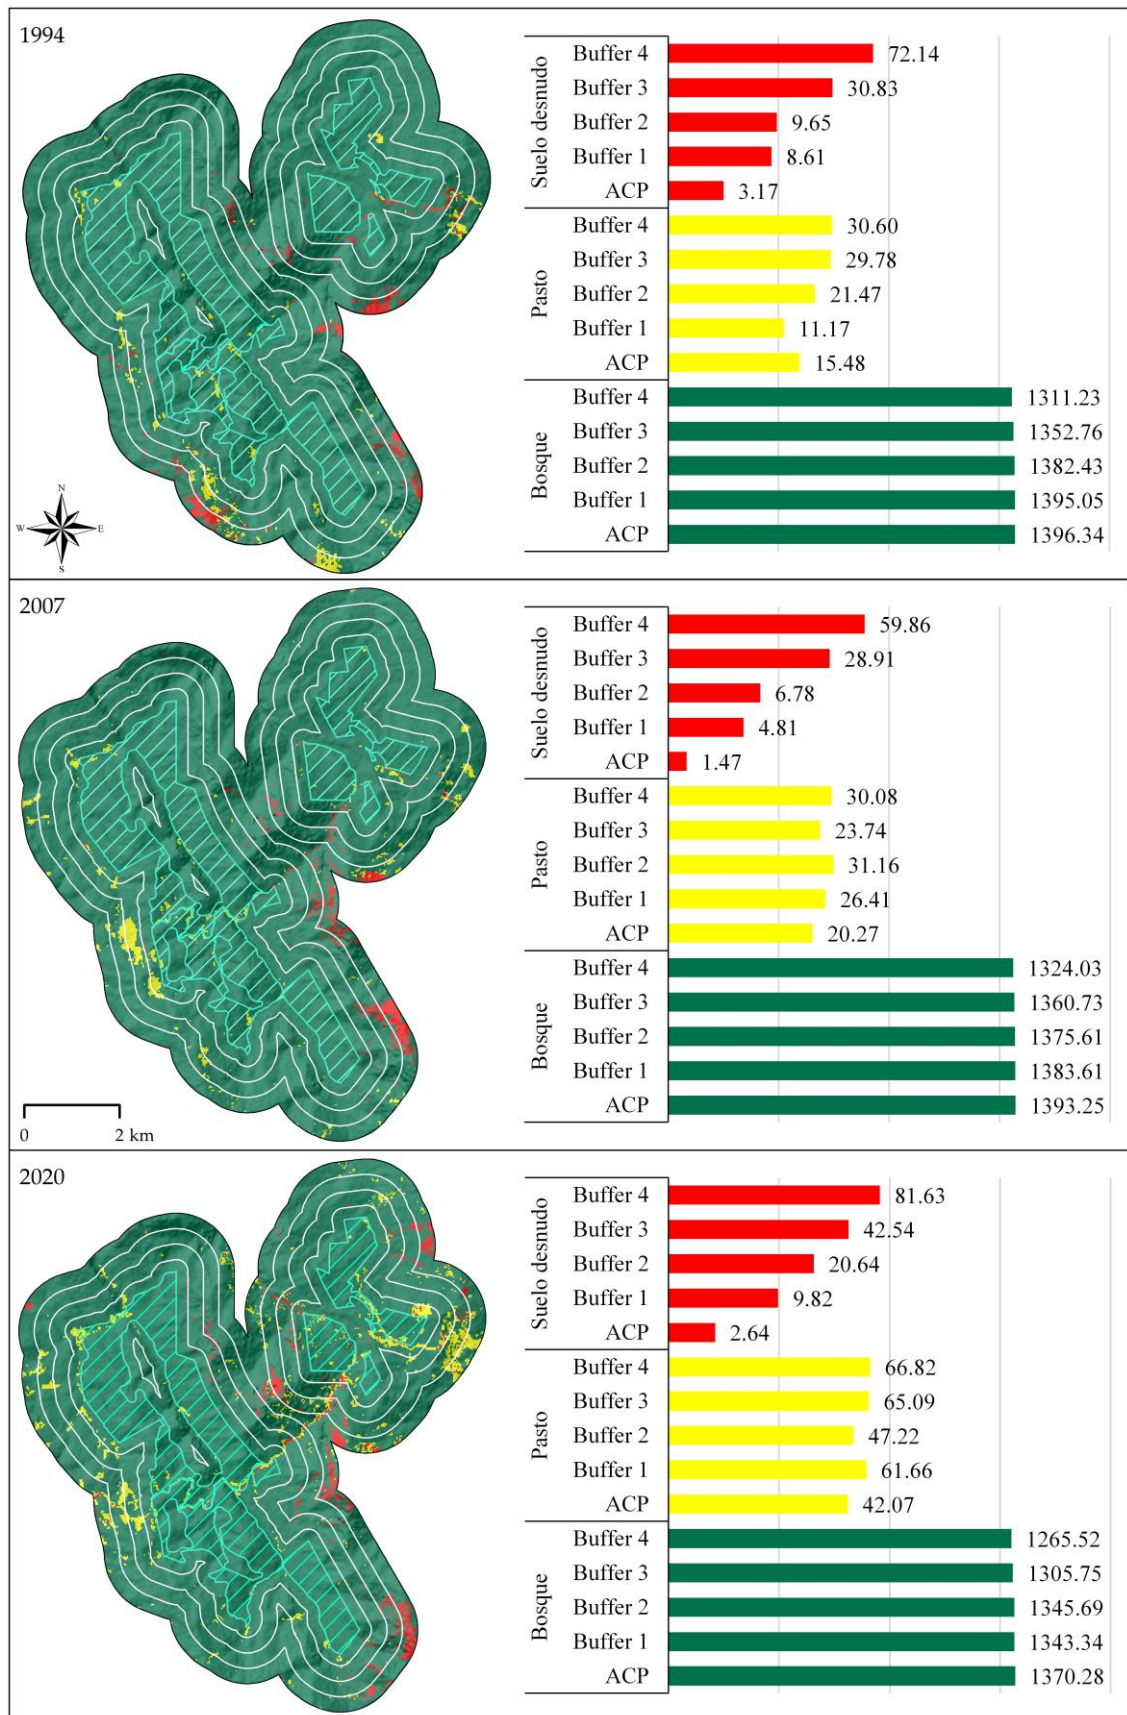 1994
Suelo desnudo
Buffer 4 72.14
Buffer 3 30.83
Buffer 2 9.65
Buffer 1 8.61
ACP 3.17
Pasto
Buffer 4 30.60
Buffer 3 29.78
Buffer 2 21.47
Buffer 1 11.17
ACP 15.48
Bosque
Buffer 4 1311.23
Buffer 3 1352.76
Buffer 2 1382.43
Buffer 1 1395.05
ACP 1396.34
N
W E
S
2007
Suelo desnudo
Buffer 4 59.86
Buffer 3 28.91
Buffer 2 6.78
Buffer 1 4.81
ACP 1.47
Pasto
Buffer 4 30.08
Buffer 3 23.74
Buffer 2 31.16
Buffer 1 26.41
ACP 20.27
Bosque
Buffer 4 1324.03
Buffer 3 1360.73
Buffer 2 1375.61
Buffer 1 1383.61
ACP 1393.25
0 2 km
2020
Suelo desnudo
Buffer 4 81.63
Buffer 3 42.54
Buffer 2 20.64
Buffer 1 9.82
ACP 2.64
Pasto
Buffer 4 66.82
Buffer 3 65.09
Buffer 2 47.22
Buffer 1 61.66
ACP 42.07
Bosque
Buffer 4 1265.52
Buffer 3 1305.75
Buffer 2 1345.69
Buffer 1 1343.34
ACP 1370.28